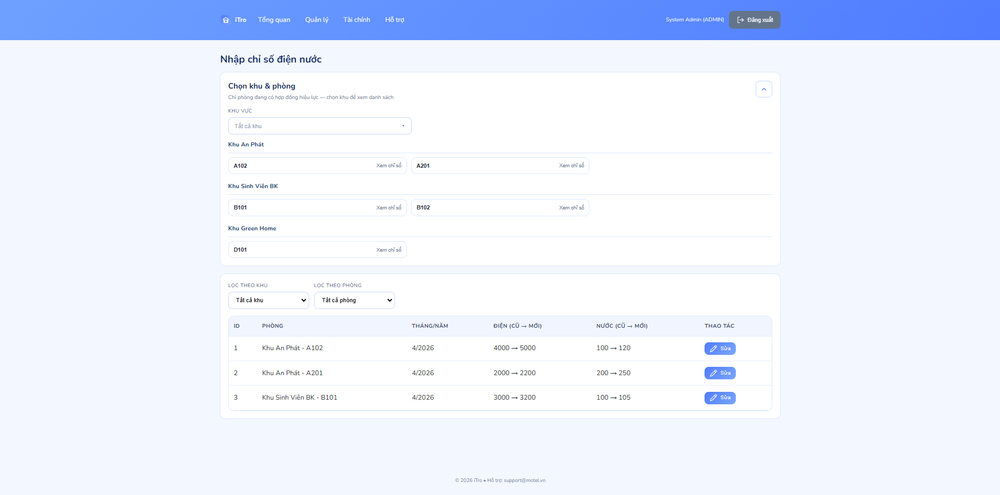 iTro Tổng quan Quản lý Tài chính Hỗ trợ System Admin (ADMIN) Đăng xuất
Nhập chỉ số điện nước
Chọn khu & phòng
Chỉ phòng đang có hợp đồng hiệu lực — chọn khu để xem danh sách
KHU VỰC
Tất cả khu
Khu An Phát
A102 Xem chỉ số A201 Xem chỉ số
Khu Sinh Viên BK
B101 Xem chỉ số B102 Xem chỉ số
Khu Green Home
D101 Xem chỉ số
LỌC THEO KHU LỌC THEO PHÒNG
Tất cả khu Tất cả phòng
ID PHÒNG THÁNG/NĂM ĐIỆN (CŨ → MỚI) NƯỚC (CŨ → MỚI) THAO TÁC
1 Khu An Phát - A102 4/2026 4000 → 5000 100 → 120 Sửa
2 Khu An Phát - A201 4/2026 2000 → 2200 200 → 250 Sửa
3 Khu Sinh Viên BK - B101 4/2026 3000 → 3200 100 → 105 Sửa
© 2026 iTro • Hỗ trợ: support@motel.vn